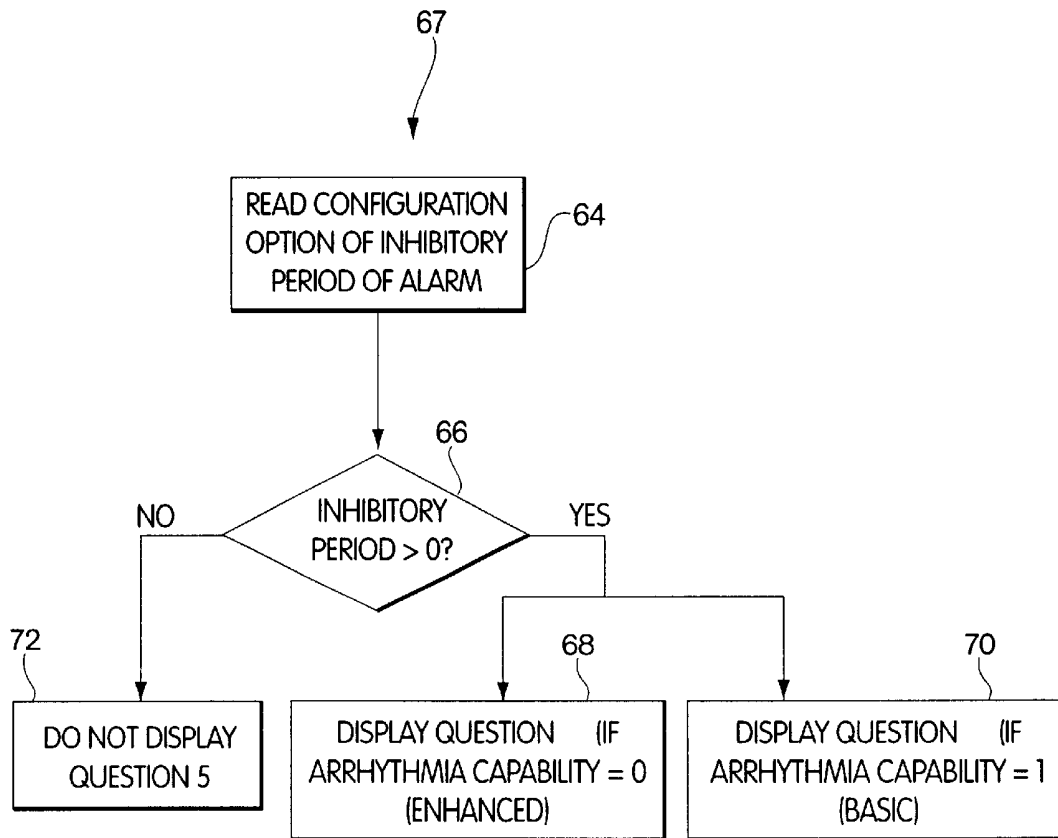 67
READ CONFIGURATION
OPTION OF INHIBITORY
PERIOD OF ALARM
64
66
INHIBITORY
PERIOD > 0?
NO
YES
72
DO NOT DISPLAY
QUESTION 5
68
DISPLAY QUESTION (IF
ARRHYTHMIA CAPABILITY = 0
(ENHANCED)
70
DISPLAY QUESTION (IF
ARRHYTHMIA CAPABILITY = 1
(BASIC)